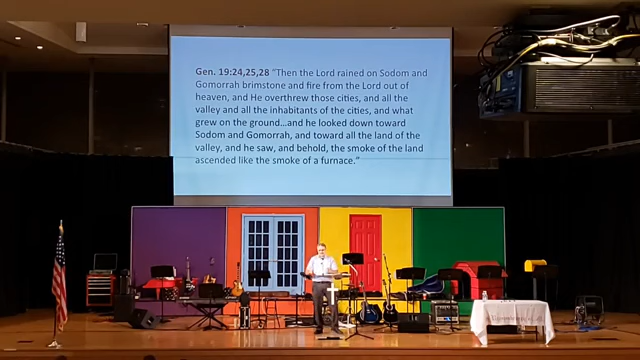 Gen. 19:24,25,28 “Then the Lord rained on Sodom and
Gomorrah brimstone and fire from the Lord out of
heaven, and He overthrew those cities, and all the
valley and all the inhabitants of the cities, and what
grew on the ground…and he looked down toward
Sodom and Gomorrah, and toward all the land of the
valley, and he saw, and behold, the smoke of the land
ascended like the smoke of a furnace.”